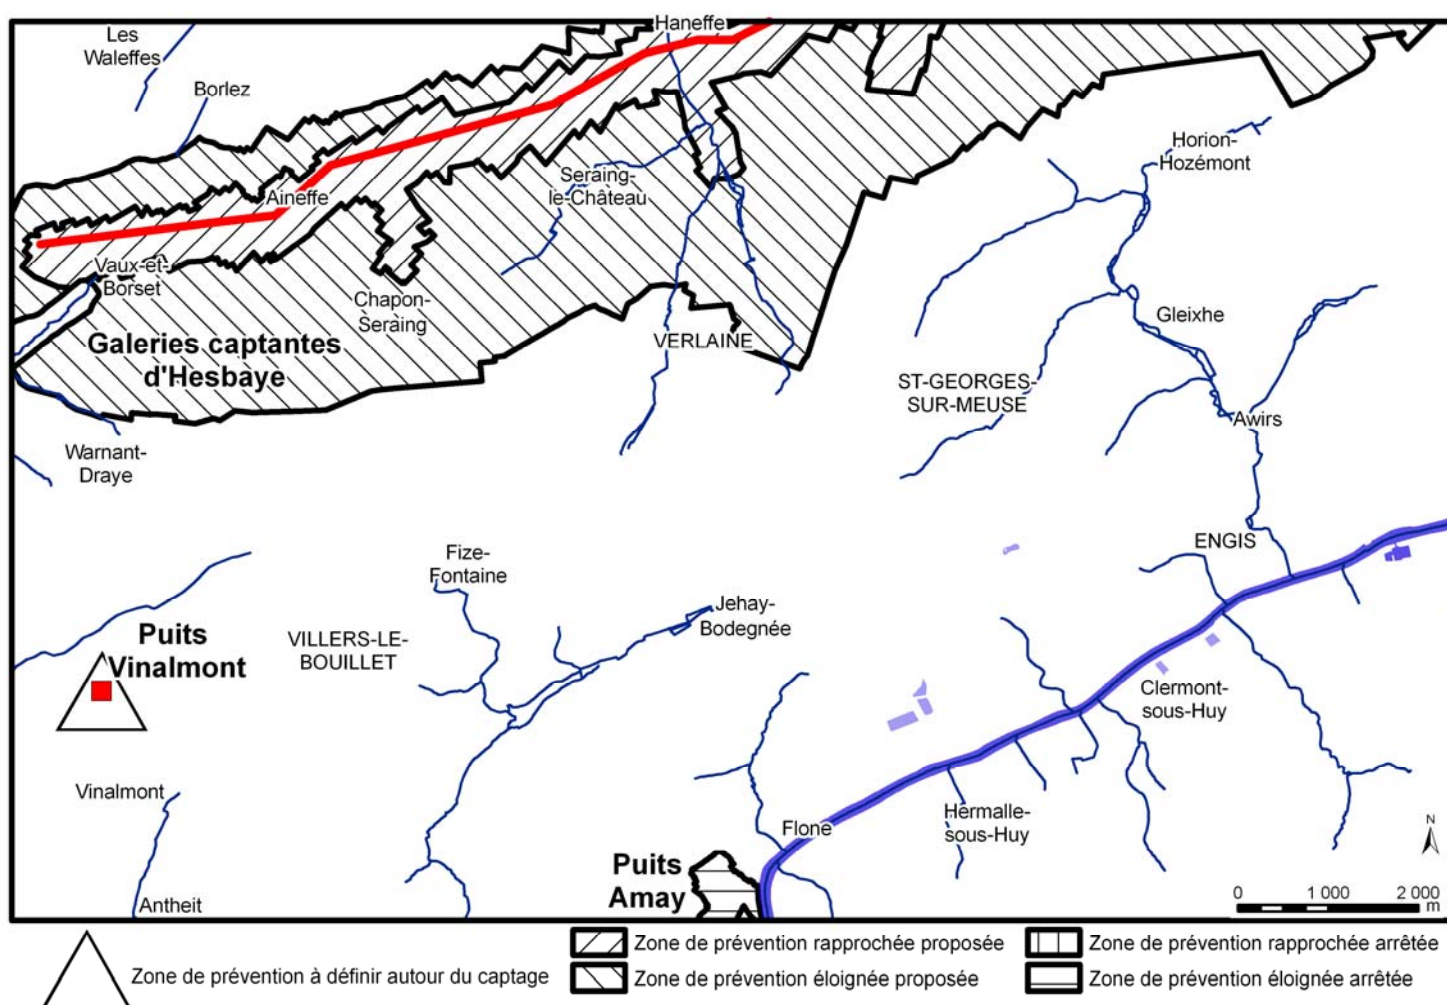 Haneffe
Les
Waleffes
Borlez
Horion-
Hozémont
Seraing-
le-Château
Aineffe
Vaux-et-
Borset
Chapon-
Seraing
Gleixhe
VERLAINE
Galeries captantes
d'Hesbaye
ST-GEORGES-
SUR-MEUSE
Awirs
Warnant-
Draye
ENGIS
Fize-
Fontaine
Jehay-
Bodegnée
Puits
Vinalmont
VILLERS-LE-
BOUILLET
Clermont-
sous-Huy
Vinalmont
Hermalle-
sous-Huy
Flone
N
Puits
Amay
Antheit
0 1 000 2 000
m
Zone de prévention à définir autour du captage
Zone de prévention rapprochée proposée
Zone de prévention éloignée proposée
Zone de prévention rapprochée arrêtée
Zone de prévention éloignée arrêtée